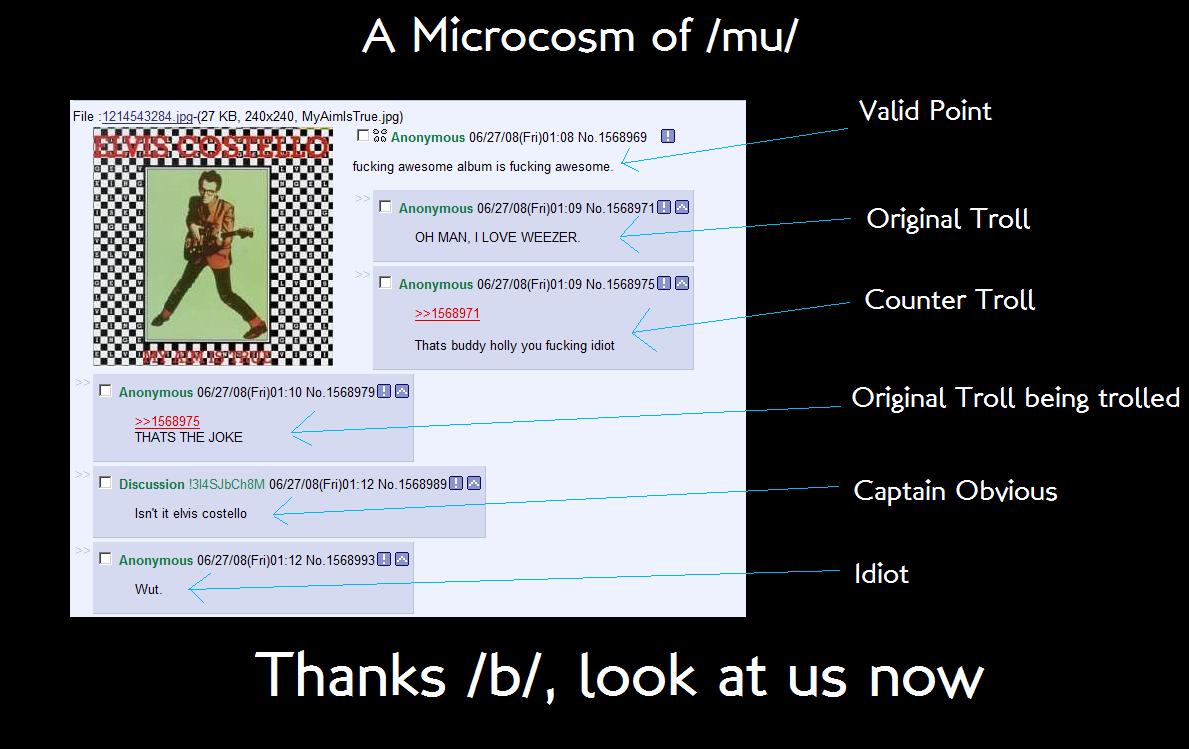 A Microcosm of /mu/
File :1214543284.jpg-(27 KB, 240x240, MyAimIsTrue.jpg)
ELVIS COSTELLO
MY AIM IS TRUE
Anonymous 06/27/08(Fri)01:08 No.1568969
fucking awesome album is fucking awesome.
Valid Point
>> Anonymous 06/27/08(Fri)01:09 No.1568971
OH MAN, I LOVE WEEZER.
Original Troll
>> Anonymous 06/27/08(Fri)01:09 No.1568975
>>1568971
Thats buddy holly you fucking idiot
Counter Troll
>> Anonymous 06/27/08(Fri)01:10 No.1568979
>>1568975
THATS THE JOKE
Original Troll being trolled
>> Discussion !3l4SJbCh8M 06/27/08(Fri)01:12 No.1568989
Isn't it elvis costello
Captain Obvious
>> Anonymous 06/27/08(Fri)01:12 No.1568993
Wut.
Idiot
Thanks /b/, look at us now